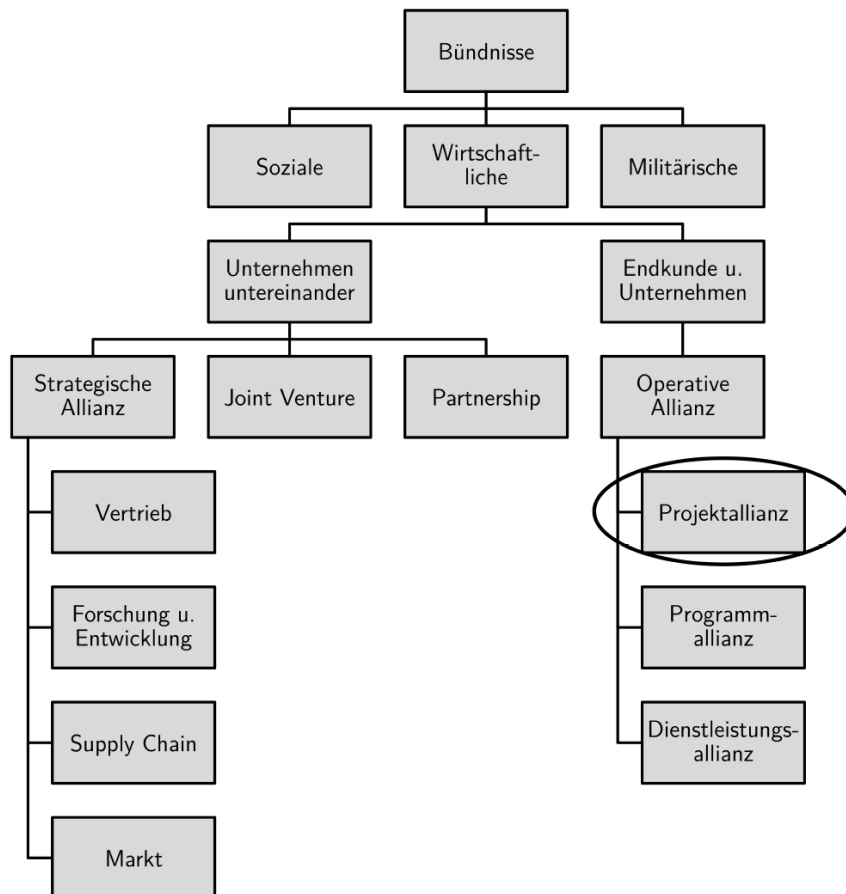 Bündnisse
Soziale
Wirtschaft-
liche
Militärische
Unternehmen
untereinander
Endkunde u.
Unternehmen
Strategische
Allianz
Joint Venture
Partnership
Operative
Allianz
Vertrieb
Projektallianz
Forschung u.
Entwicklung
Programm-
allianz
Supply Chain
Dienstleistungs-
allianz
Markt